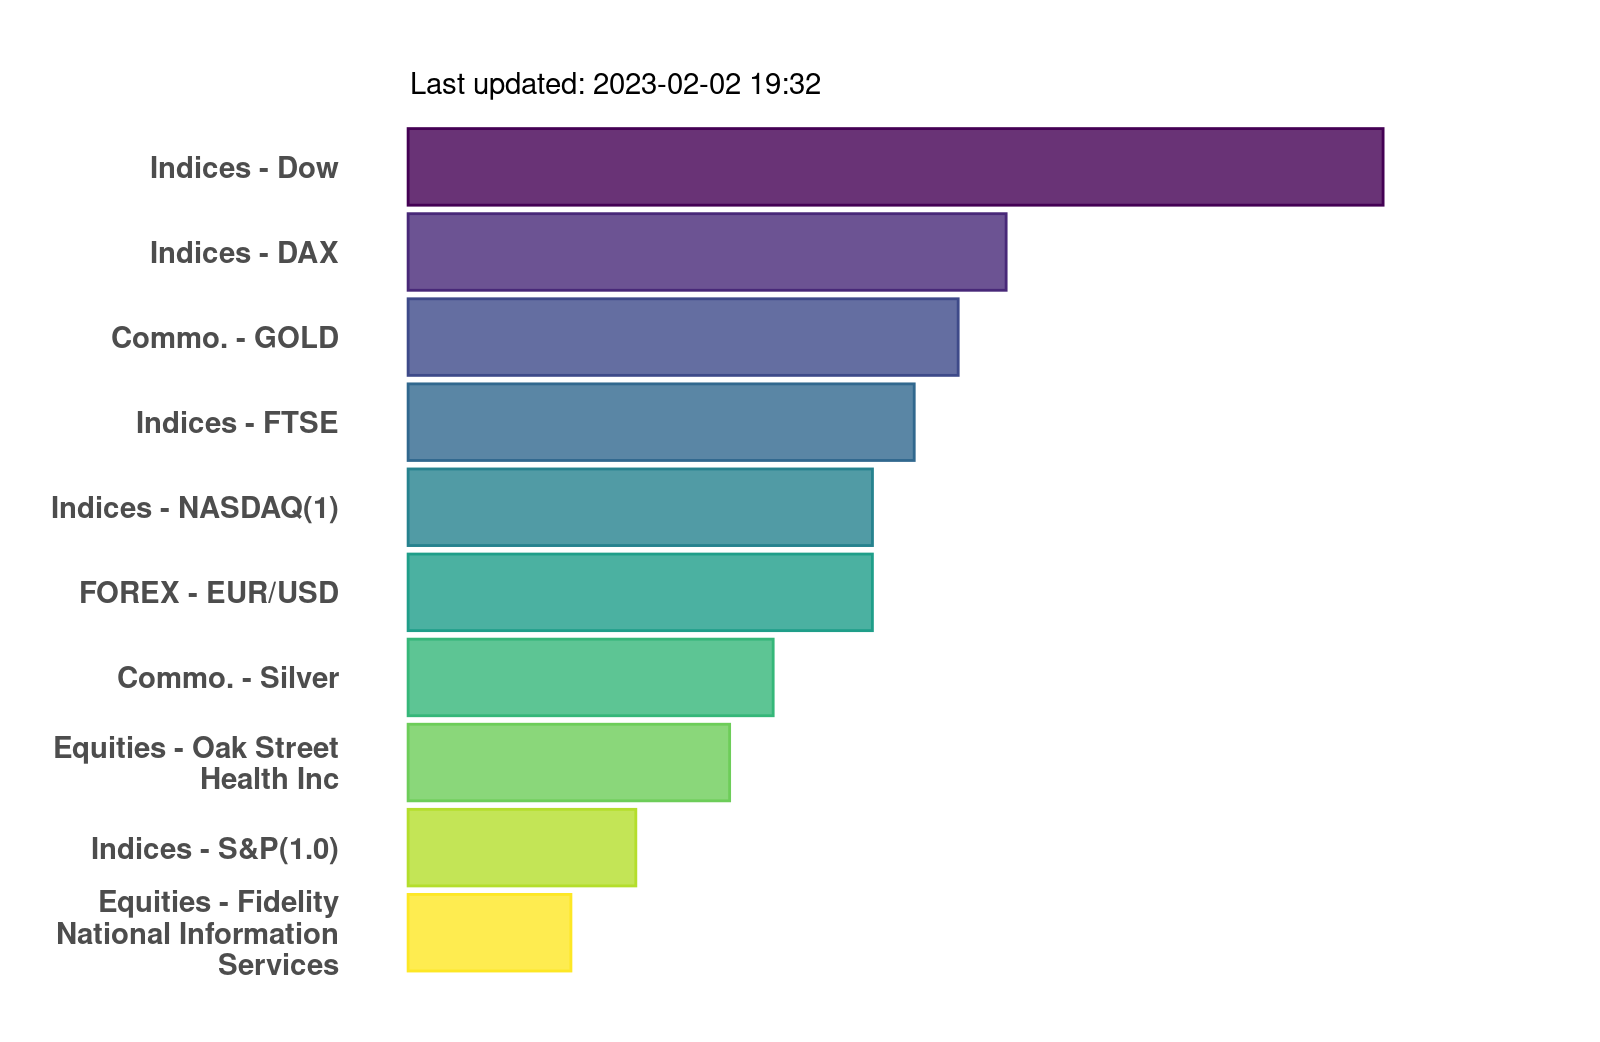 Last updated: 2023-02-02 19:32
Indices - Dow
Indices - DAX
Commo. - GOLD
Indices - FTSE
Indices - NASDAQ(1)
FOREX - EUR/USD
Commo. - Silver
Equities - Oak Street
Health Inc
Indices - S&P(1.0)
Equities - Fidelity
National Information
Services